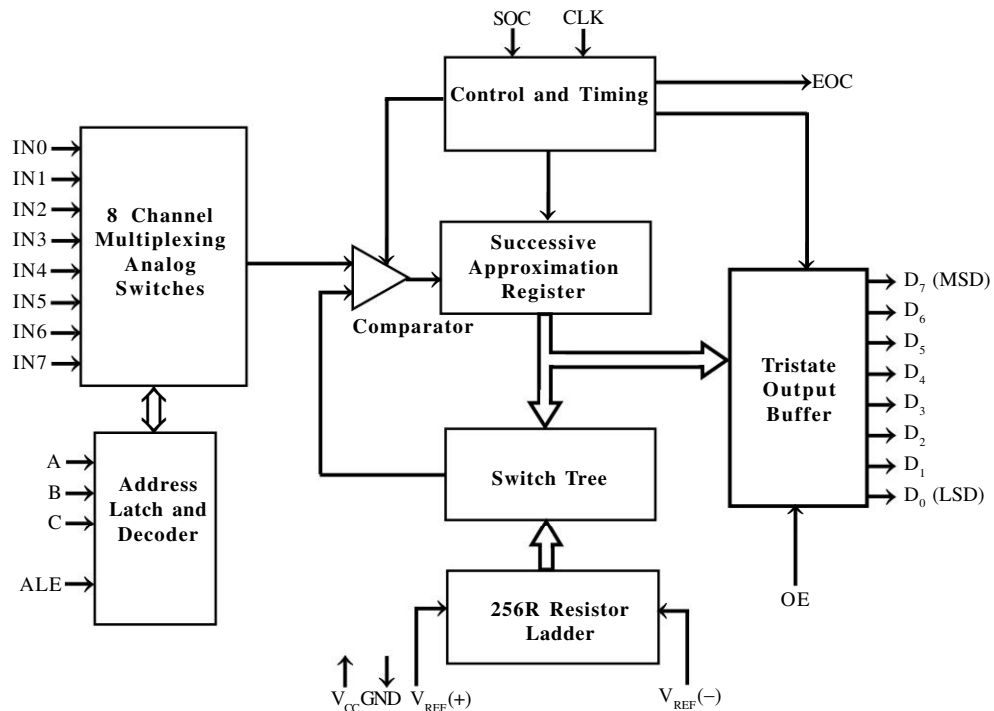 SOC CLK
Control and Timing
EOC
IN0
IN1
IN2
IN3
IN4
IN5
IN6
IN7
8 Channel
Multiplexing
Analog
Switches
Comparator
Successive
Approximation
Register
Tristate
Output
Buffer
D7 (MSD)
D6
D5
D4
D3
D2
D1
D0 (LSD)
A
B
C
ALE
Address
Latch and
Decoder
Switch Tree
OE
256R Resistor
Ladder
VCC GND VREF(+)
VREF(−)